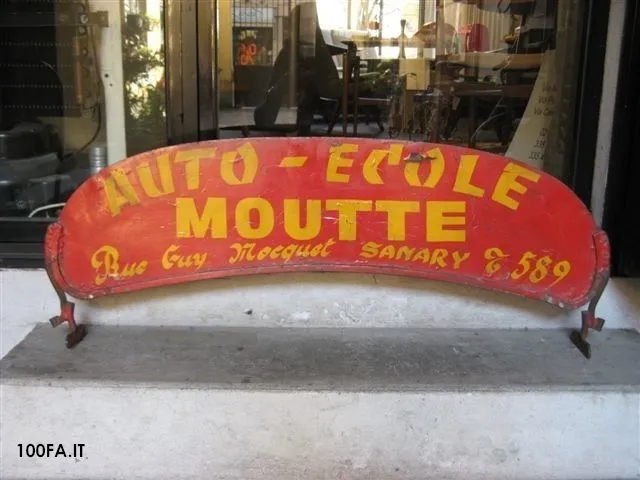 AUTO-ECOLE
MOUTTE
Rue Guy Mocquet SANARY T.589
100FA.IT